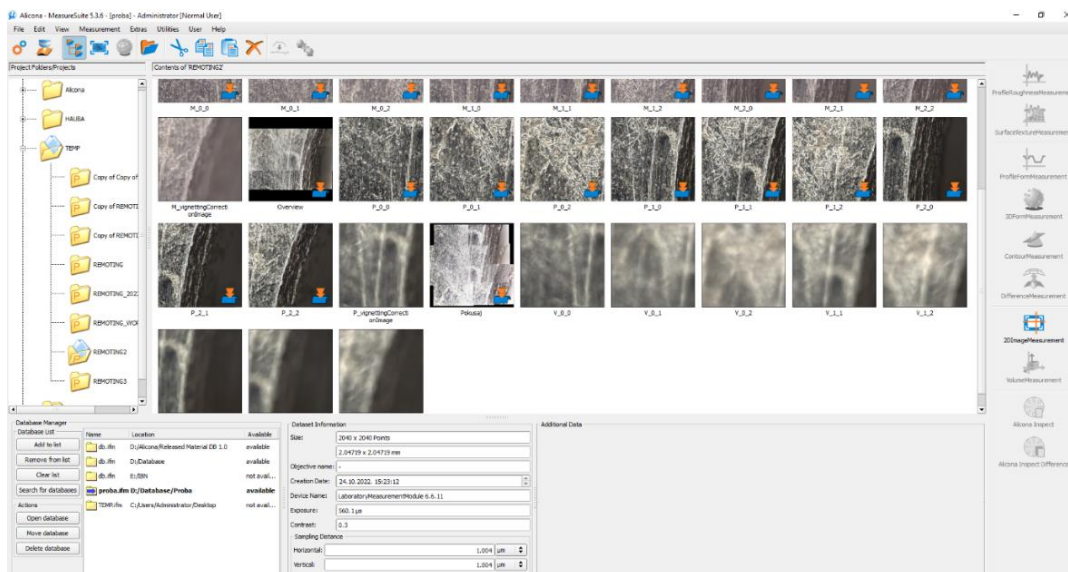 Alicona - MeasureSuite 5.3.6 - [proba] - Administrator [Normal User]
File Edit View Measurement Extras Utilities User Help
Project Folders/Projects
Contents of 'REMOTING2'
Alicona
HAUBA
TEMP
Copy of Copy of
Copy of REMOTI
Copy of REMOTI
REMOTING
REMOTING_202
REMOTING_WOR
REMOTING2
REMOTING3
M_0_0 M_0_1 M_0_2 M_1_0 M_1_1 M_1_2 M_2_0 M_2_1 M_2_2
M_vignettingCorrecti
onImage
Overview P_0_0 P_0_1 P_0_2 P_1_0 P_1_1 P_1_2 P_2_0
P_2_1 P_2_2
P_vignettingCorrecti
onImage
Pokusaj V_0_0 V_0_1 V_0_2 V_1_1 V_1_2
ProfileRoughnessMeasuremen
SurfaceTextureMeasuremen
ProfileFormMeasurement
3DFormMeasurement
ContourMeasurement
DifferenceMeasurement
2DImageMeasurement
VolumeMeasurement
Alicona Inspect
Alicona Inspect Difference
Database Manager
Database List
Add to list
Remove from list
Clear list
Search for databases
Actions
Open database
Move database
Delete database
Name Location Available
db.ifm D:/Alicona/Released Material DB 1.0 available
db.ifm D:/Database available
db.ifm E:/IBN not avail...
proba.ifm D:/Database/Proba available
TEMP.ifm C:/Users/Administrator/Desktop not avail...
Dataset Information
Size: 2040 x 2040 Points
2.04719 x 2.04719 mm
Objective name: -
Creation Date: 24.10.2022. 15:23:12
Device Name: LaboratoryMeasurementModule 6.6.11
Exposure: 560.1µs
Contrast: 0.3
Sampling Distance
Horizontal: 1.004 µm
Vertical: 1.004 µm
Additional Data